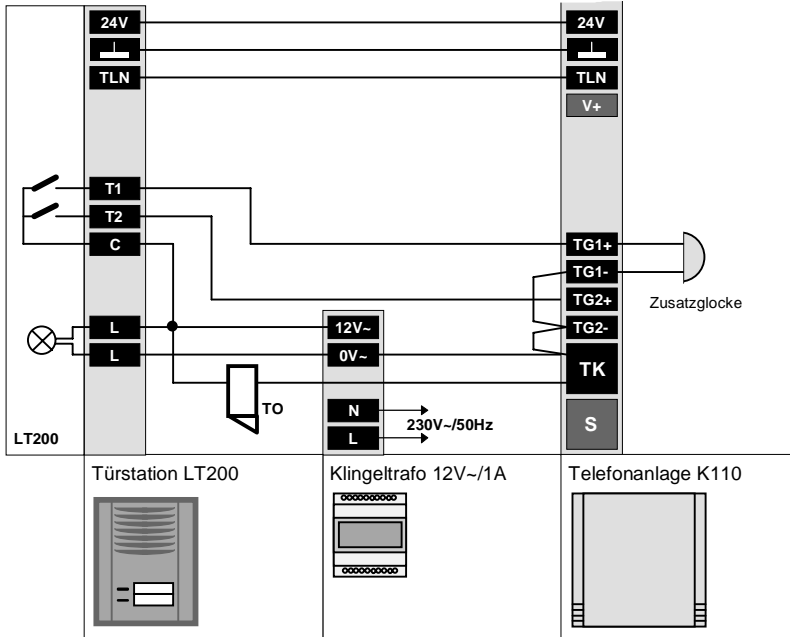 24V 24V
TLN TLN
V+
T1
T2
C TG1+
TG1-
TG2+ Zusatzglocke
L 12V~ TG2-
L 0V~ TK
TO N 230V~/50Hz S
L
LT200
Türstation LT200 Klingeltrafo 12V~/1A Telefonanlage K110